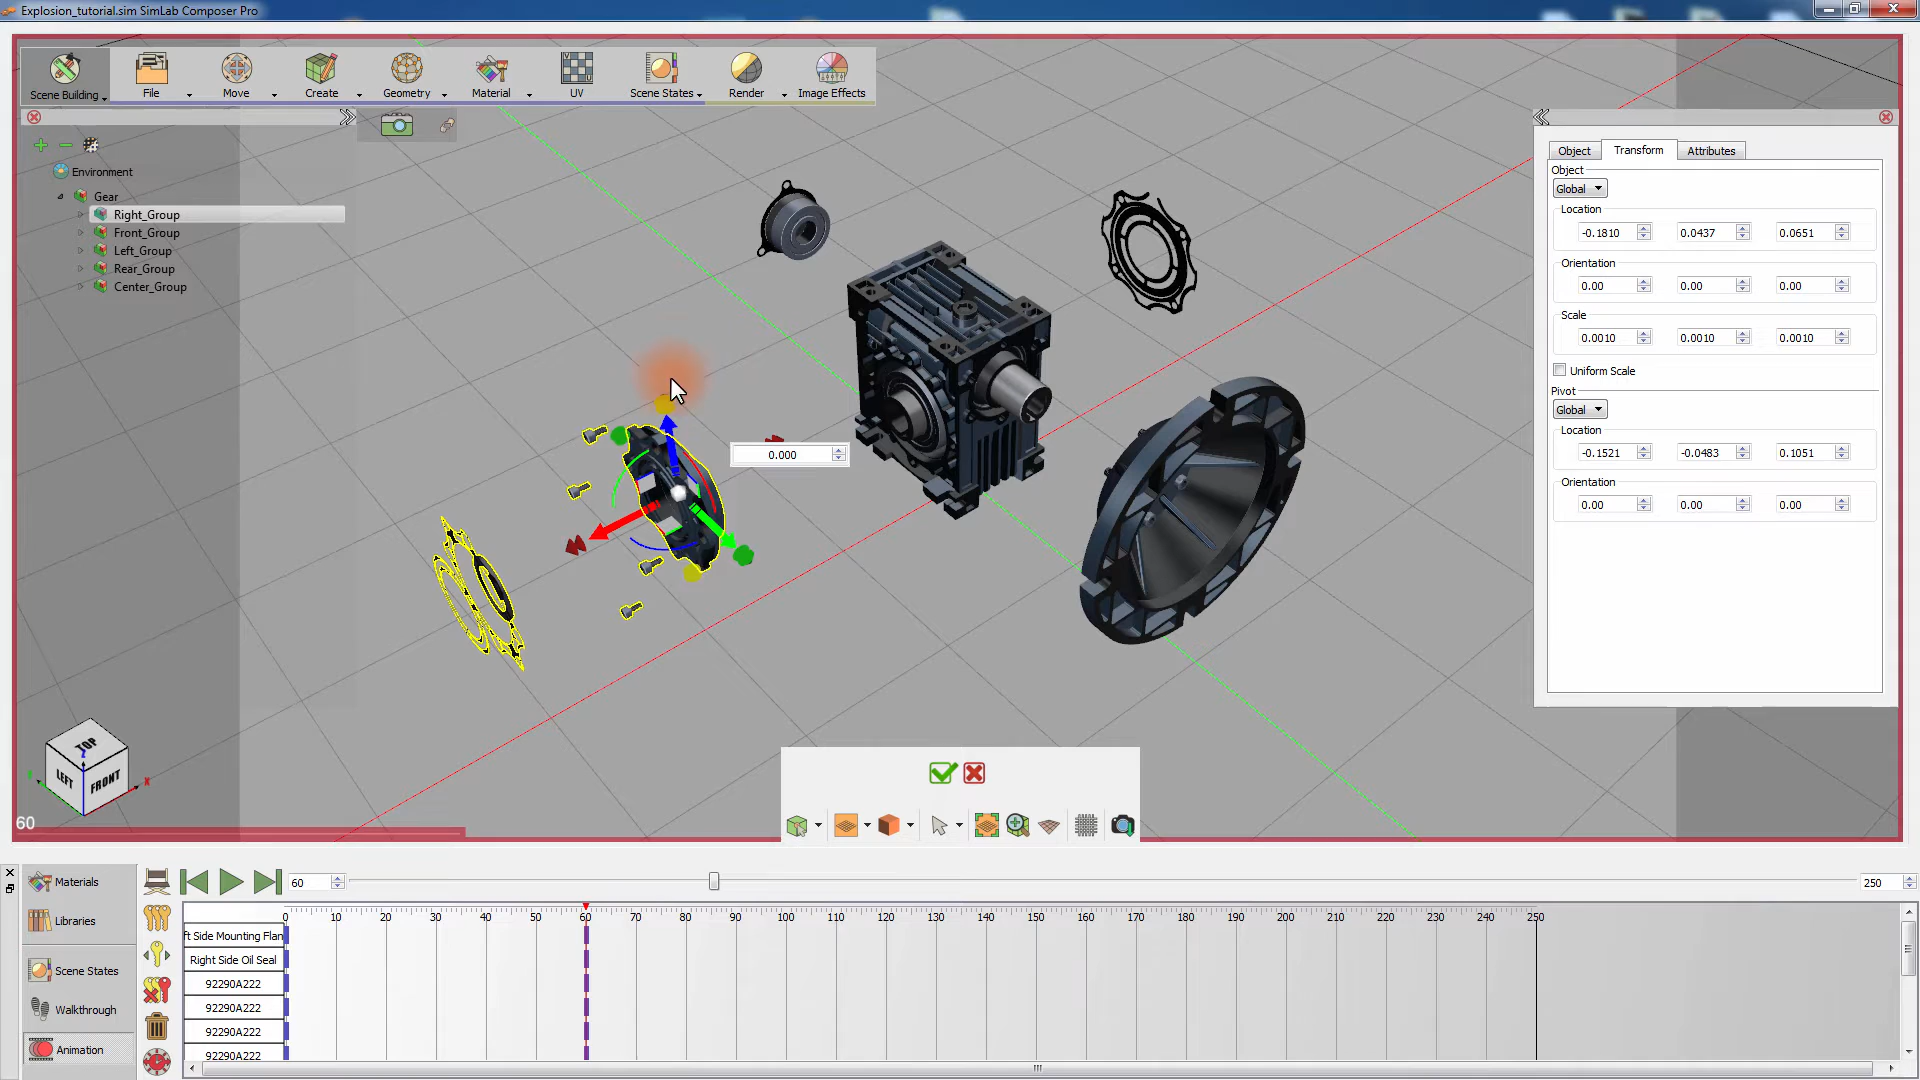 Explosion_tutorial.sim SimLab Composer Pro
Scene Building
File
Move
Create
Geometry
Material
UV
Scene States
Render
Image Effects
Environment
Gear
Right_Group
Front_Group
Left_Group
Rear_Group
Center_Group
Object Transform Attributes
Object
Global
Location
-0.1810 0.0437 0.0651
Orientation
0.00 0.00 0.00
Scale
0.0010 0.0010 0.0010
Uniform Scale
Pivot
Global
Location
-0.1521 -0.0483 0.1051
Orientation
0.00 0.00 0.00
0.000
TOP
LEFT FRONT
X
60
Materials
Libraries
Scene States
Walkthrough
Animation
60
250
0 10 20 30 40 50 60 70 80 90 100 110 120 130 140 150 160 170 180 190 200 210 220 230 240 250
ft Side Mounting Flan
Right Side Oil Seal
92290A222
92290A222
92290A222
92290A222